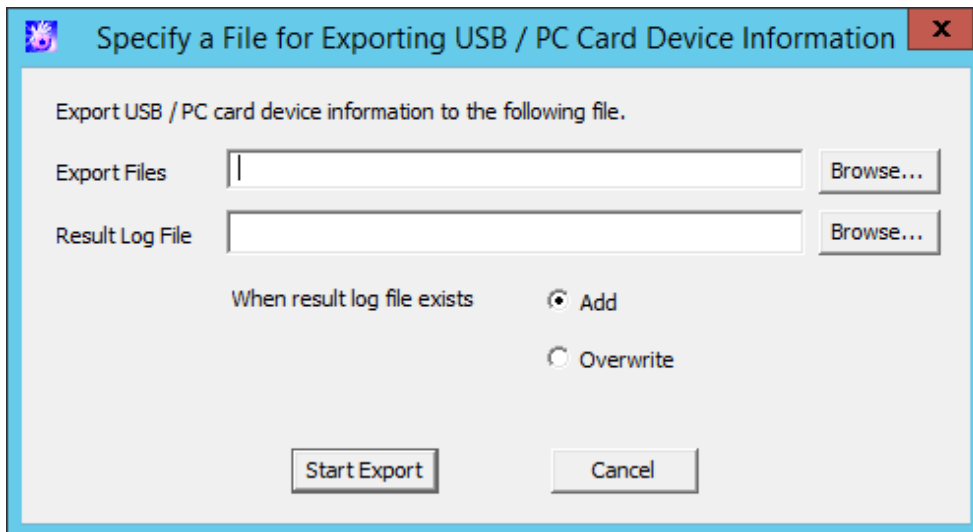 Specify a File for Exporting USB / PC Card Device Information
x
Export USB / PC card device information to the following file.
Export Files
Browse...
Result Log File
Browse...
When result log file exists
Add
Overwrite
Start Export
Cancel